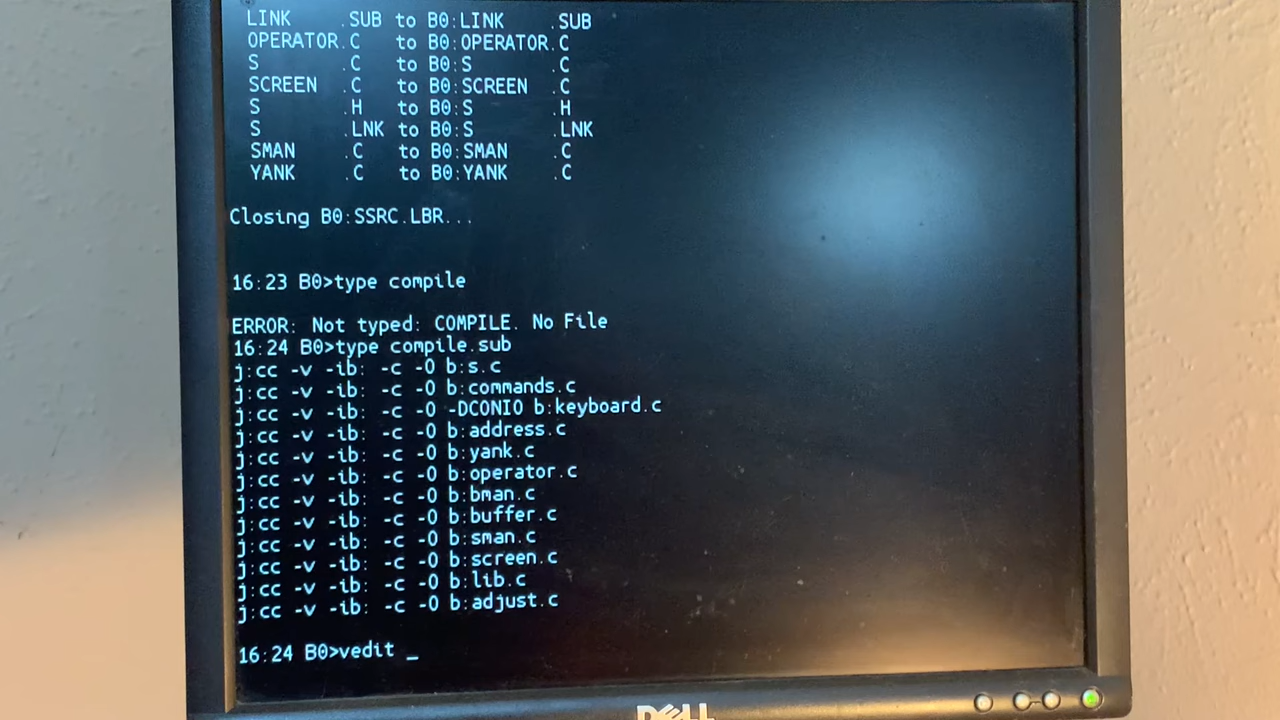 LINK .SUB to B0:LINK .SUB
OPERATOR.C to B0:OPERATOR.C
S .C to B0:S .C
SCREEN .C to B0:SCREEN .C
S .H to B0:S .H
S .LNK to B0:S .LNK
SMAN .C to B0:SMAN .C
YANK .C to B0:YANK .C
Closing B0:SSRC.LBR...
16:23 B0>type compile
ERROR: Not typed: COMPILE. No File
16:24 B0>type compile.sub
j:cc -v -ib: -c -O b:s.c
j:cc -v -ib: -c -O b:commands.c
j:cc -v -ib: -c -O -DCONIO b:keyboard.c
j:cc -v -ib: -c -O b:address.c
j:cc -v -ib: -c -O b:yank.c
j:cc -v -ib: -c -O b:operator.c
j:cc -v -ib: -c -O b:bman.c
j:cc -v -ib: -c -O b:buffer.c
j:cc -v -ib: -c -O b:sman.c
j:cc -v -ib: -c -O b:screen.c
j:cc -v -ib: -c -O b:lib.c
j:cc -v -ib: -c -O b:adjust.c
16:24 B0>vedit _
DELL